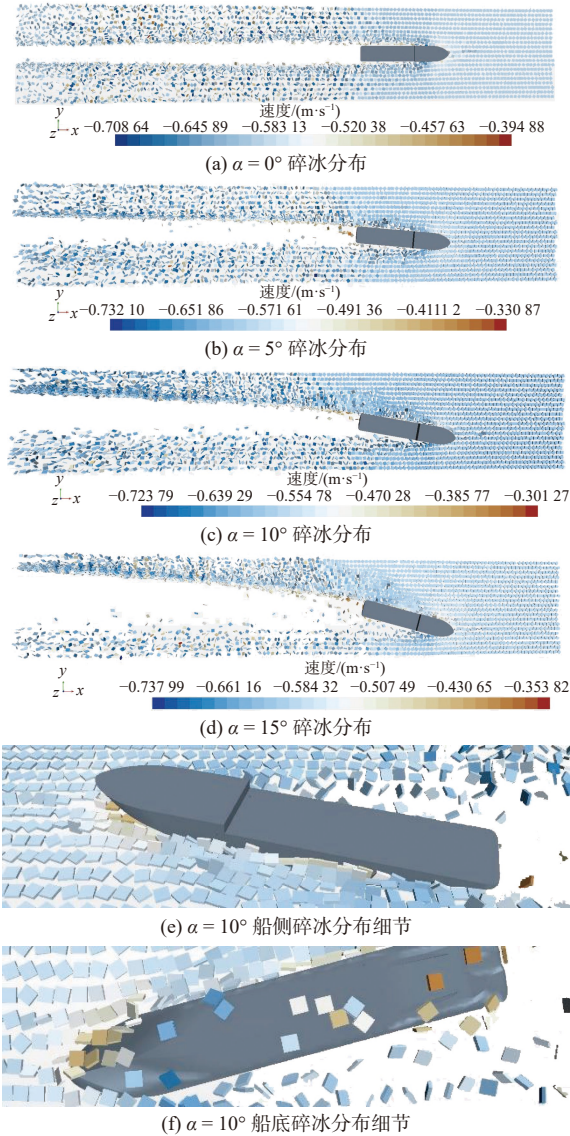 y
z x
速度/(m·s⁻¹)
−0.708 64 −0.645 89 −0.583 13 −0.520 38 −0.457 63 −0.394 88
(a) α = 0° 碎冰分布
y
z x
速度/(m·s⁻¹)
−0.732 10 −0.651 86 −0.571 61 −0.491 36 −0.4111 2 −0.330 87
(b) α = 5° 碎冰分布
y
z x
速度/(m·s⁻¹)
−0.723 79 −0.639 29 −0.554 78 −0.470 28 −0.385 77 −0.301 27
(c) α = 10° 碎冰分布
y
z x
速度/(m·s⁻¹)
−0.737 99 −0.661 16 −0.584 32 −0.507 49 −0.430 65 −0.353 82
(d) α = 15° 碎冰分布
(e) α = 10° 船侧碎冰分布细节
(f) α = 10° 船底碎冰分布细节